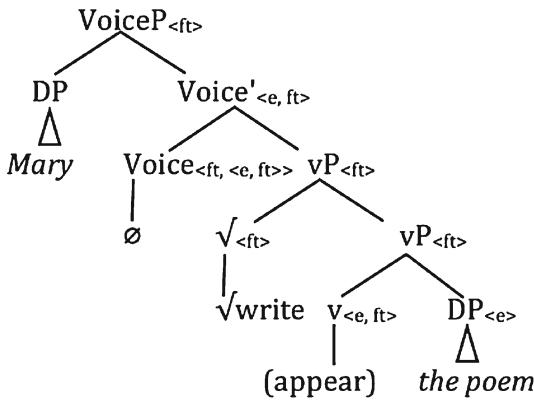 VoiceP<ft>
DP Voice'<e, ft>
Mary Voice<ft, <e, ft>> vP<ft>
∅ √<ft> vP<ft>
√write v<e, ft> DP<e>
(appear) the poem